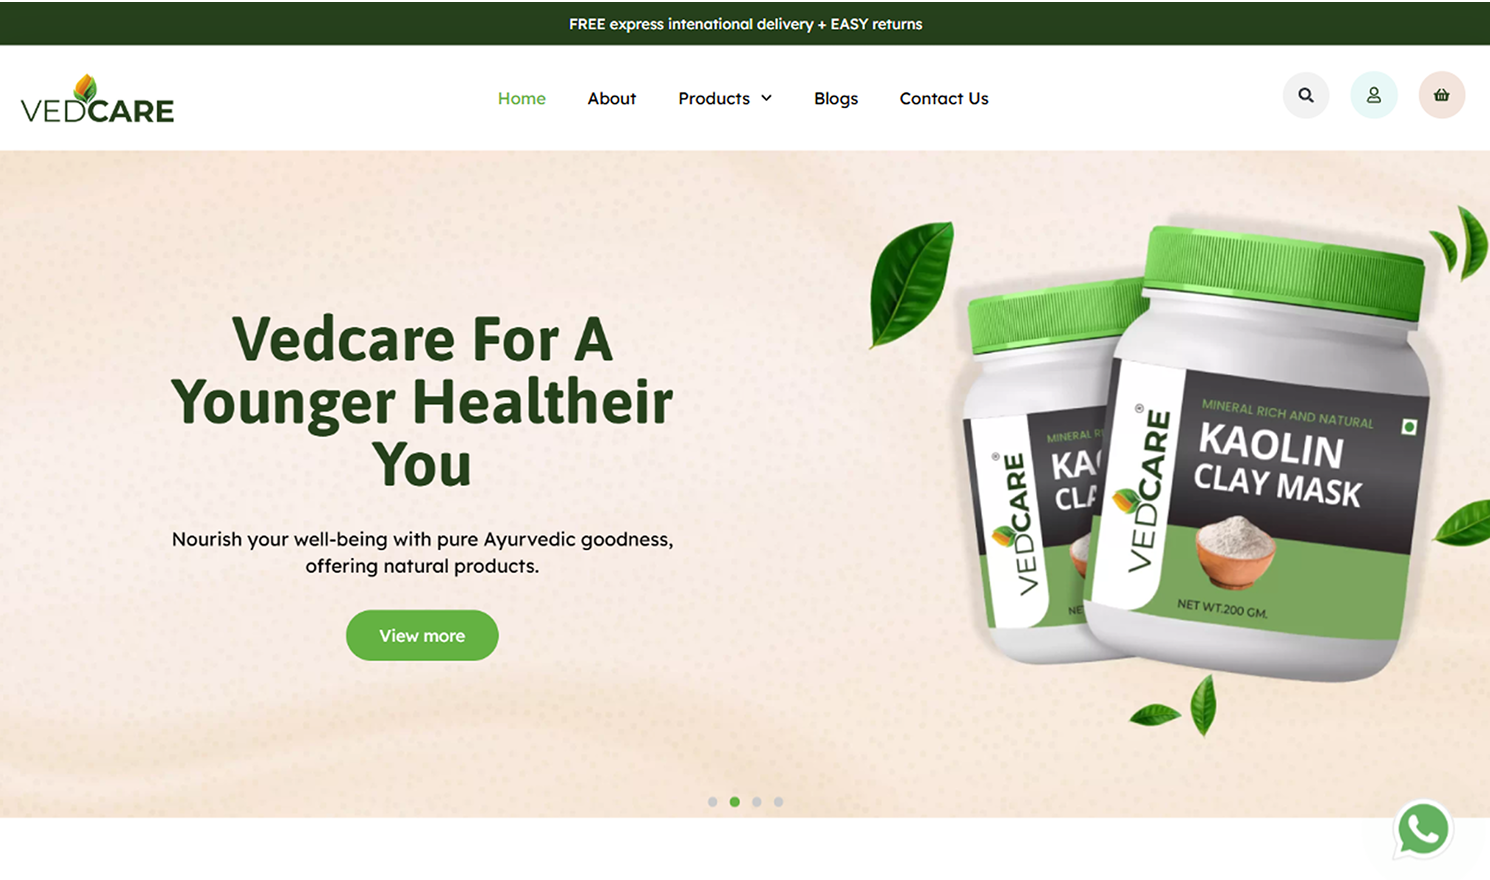 FREE express intenational delivery + EASY returns
VEDCARE
Home About Products Blogs Contact Us
Vedcare For A
Younger Healtheir
You
Nourish your well-being with pure Ayurvedic goodness,
offering natural products.
View more
VEDCARE®
MINERAL RI
KAO
CLA
NE
VEDCARE®
MINERAL RICH AND NATURAL
KAOLIN
CLAY MASK
NET WT.200 GM.